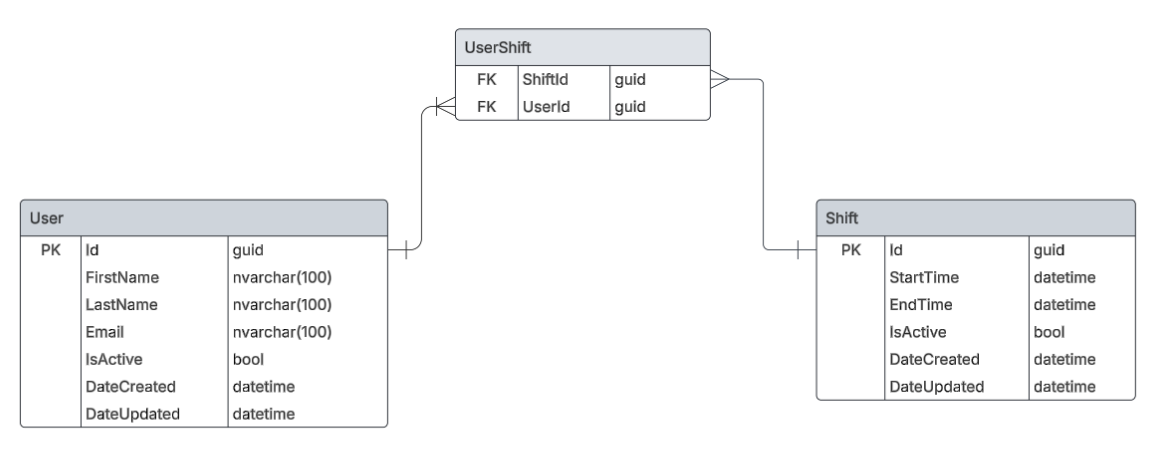 UserShift
FK ShiftId guid
FK UserId guid
User
PK Id guid
FirstName nvarchar(100)
LastName nvarchar(100)
Email nvarchar(100)
IsActive bool
DateCreated datetime
DateUpdated datetime
Shift
PK Id guid
StartTime datetime
EndTime datetime
IsActive bool
DateCreated datetime
DateUpdated datetime